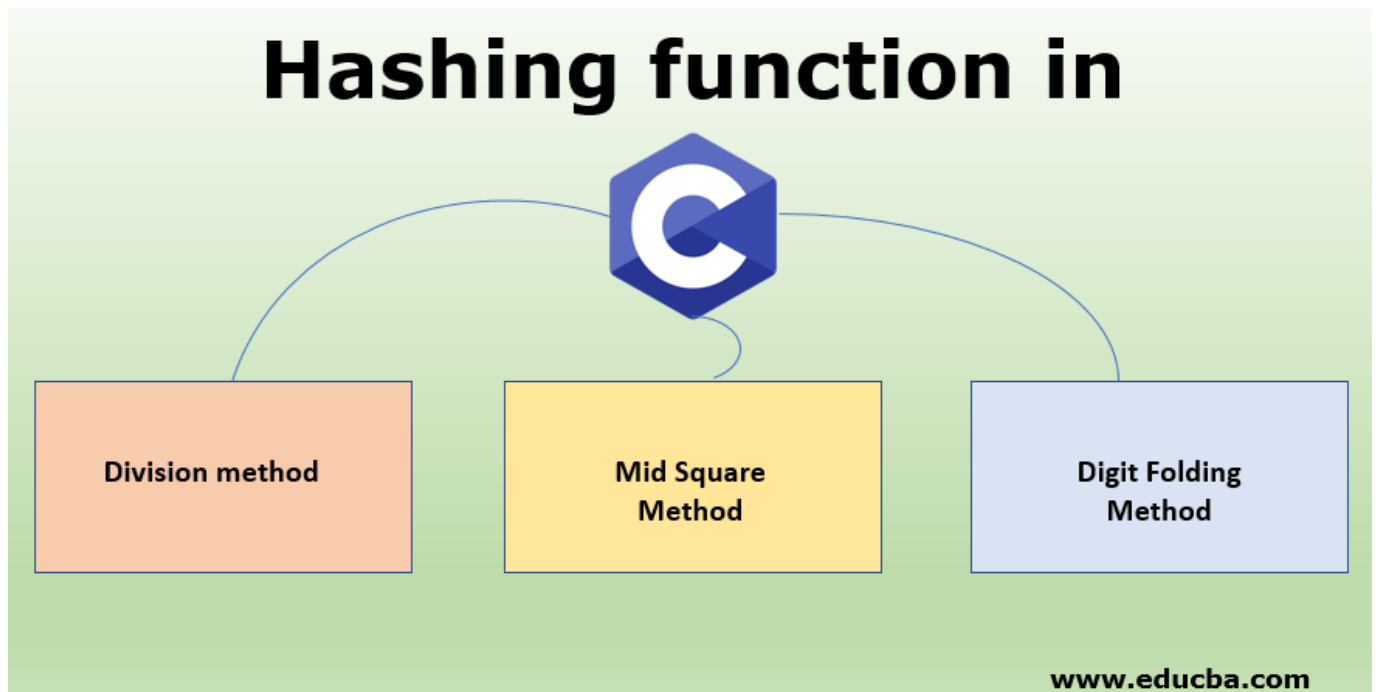 Hashing function in
C
Division method
Mid Square
Method
Digit Folding
Method
www.educba.com